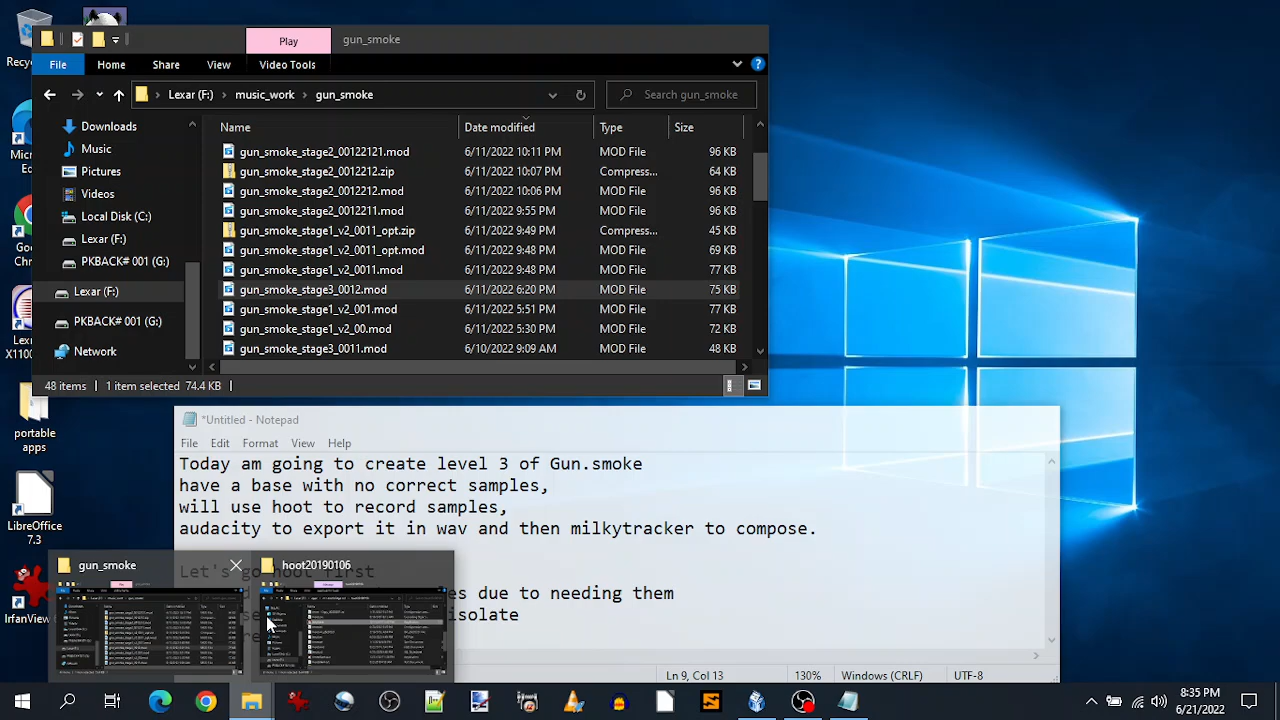 Play
gun_smoke
File
Home
Share
View
Video Tools
Lexar (F:)
music_work
gun_smoke
Search gun_smoke
Downloads
Music
Pictures
Videos
Local Disk (C:)
Lexar (F:)
PKBACK# 001 (G:)
Lexar (F:)
PKBACK# 001 (G:)
Network
Name Date modified Type Size
gun_smoke_stage2_00122121.mod 6/11/2022 10:11 PM MOD File 96 KB
gun_smoke_stage2_0012212.zip 6/11/2022 10:07 PM Compress... 64 KB
gun_smoke_stage2_0012212.mod 6/11/2022 10:06 PM MOD File 96 KB
gun_smoke_stage2_0012211.mod 6/11/2022 9:55 PM MOD File 96 KB
gun_smoke_stage1_v2_0011_opt.zip 6/11/2022 9:49 PM Compress... 45 KB
gun_smoke_stage1_v2_0011_opt.mod 6/11/2022 9:48 PM MOD File 69 KB
gun_smoke_stage1_v2_0011.mod 6/11/2022 9:48 PM MOD File 77 KB
gun_smoke_stage3_0012.mod 6/11/2022 6:20 PM MOD File 75 KB
gun_smoke_stage1_v2_001.mod 6/11/2022 5:51 PM MOD File 77 KB
gun_smoke_stage1_v2_00.mod 6/11/2022 5:30 PM MOD File 72 KB
gun_smoke_stage3_0011.mod 6/10/2022 9:09 AM MOD File 48 KB
48 items 1 item selected 74.4 KB
portable
apps
LibreOffice
7.3
IrfanView
*Untitled - Notepad
File Edit Format View Help
Today am going to create level 3 of Gun.smoke
have a base with no correct samples,
will use hoot to record samples,
audacity to export it in wav and then milkytracker to compose.
Let's go hoot first
due to needing them
gun_smoke
hoot20190106
Ln 9, Col 13
130%
Windows (CRLF)
UTF-8
8:35 PM
6/21/2022